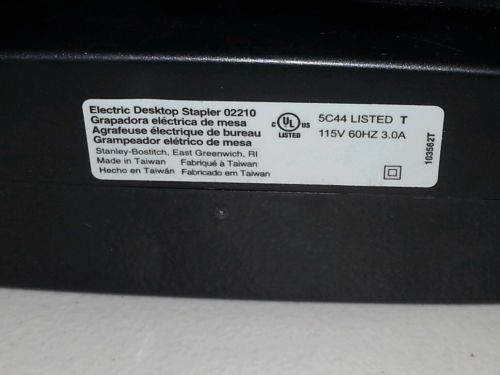 Electric Desktop Stapler 02210
Grapadora eléctrica de mesa
Agrafeuse électrique de bureau
Grampeador elétrico de mesa
Stanley-Bostitch, East Greenwich, RI
Made in Taiwan Fabriqué à Taiwan
Hecho en Taiwán Fabricado em Taiwan
C UL US
LISTED
5C44 LISTED T
115V 60HZ 3.0A
103562T